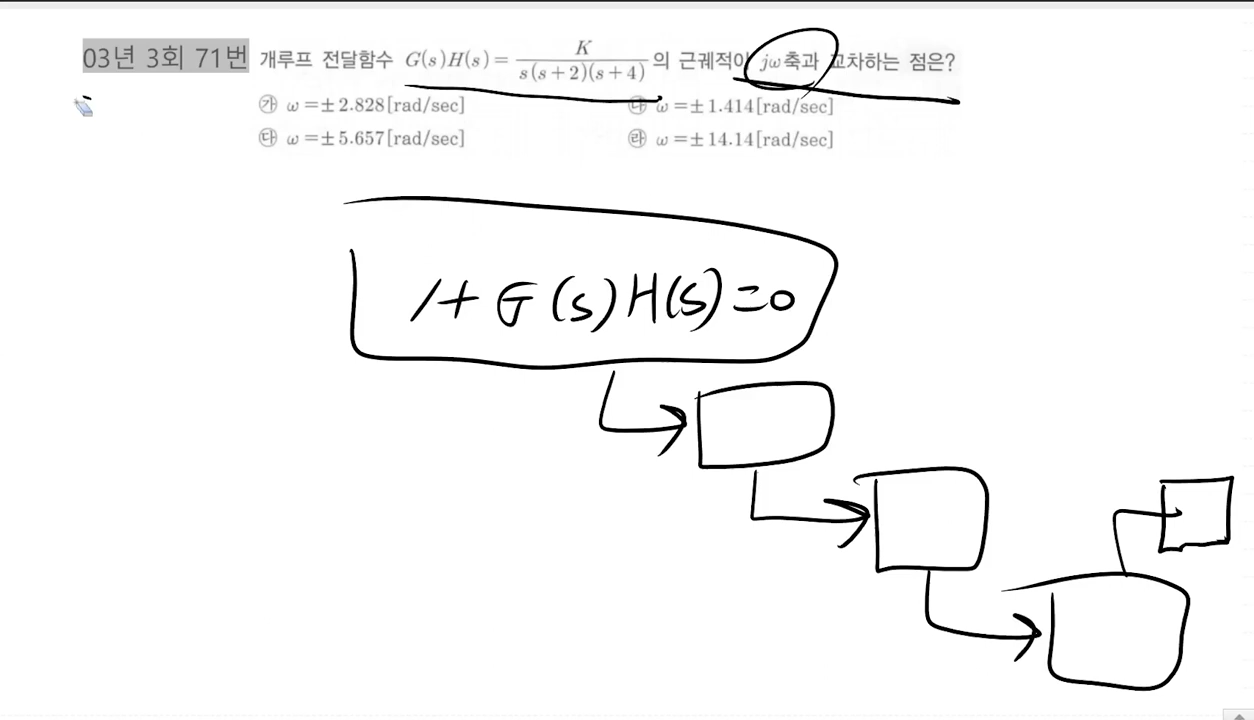 03년 3회 71번 개루프 전달함수 G(s)H(s) = K / s(s+2)(s+4) 의 근궤적이 jω축과 교차하는 점은?
㉮ ω = ± 2.828[rad/sec] ㉯ ω = ± 1.414[rad/sec]
㉰ ω = ± 5.657[rad/sec] ㉱ ω = ± 14.14[rad/sec]
1+G(s)H(s)=0